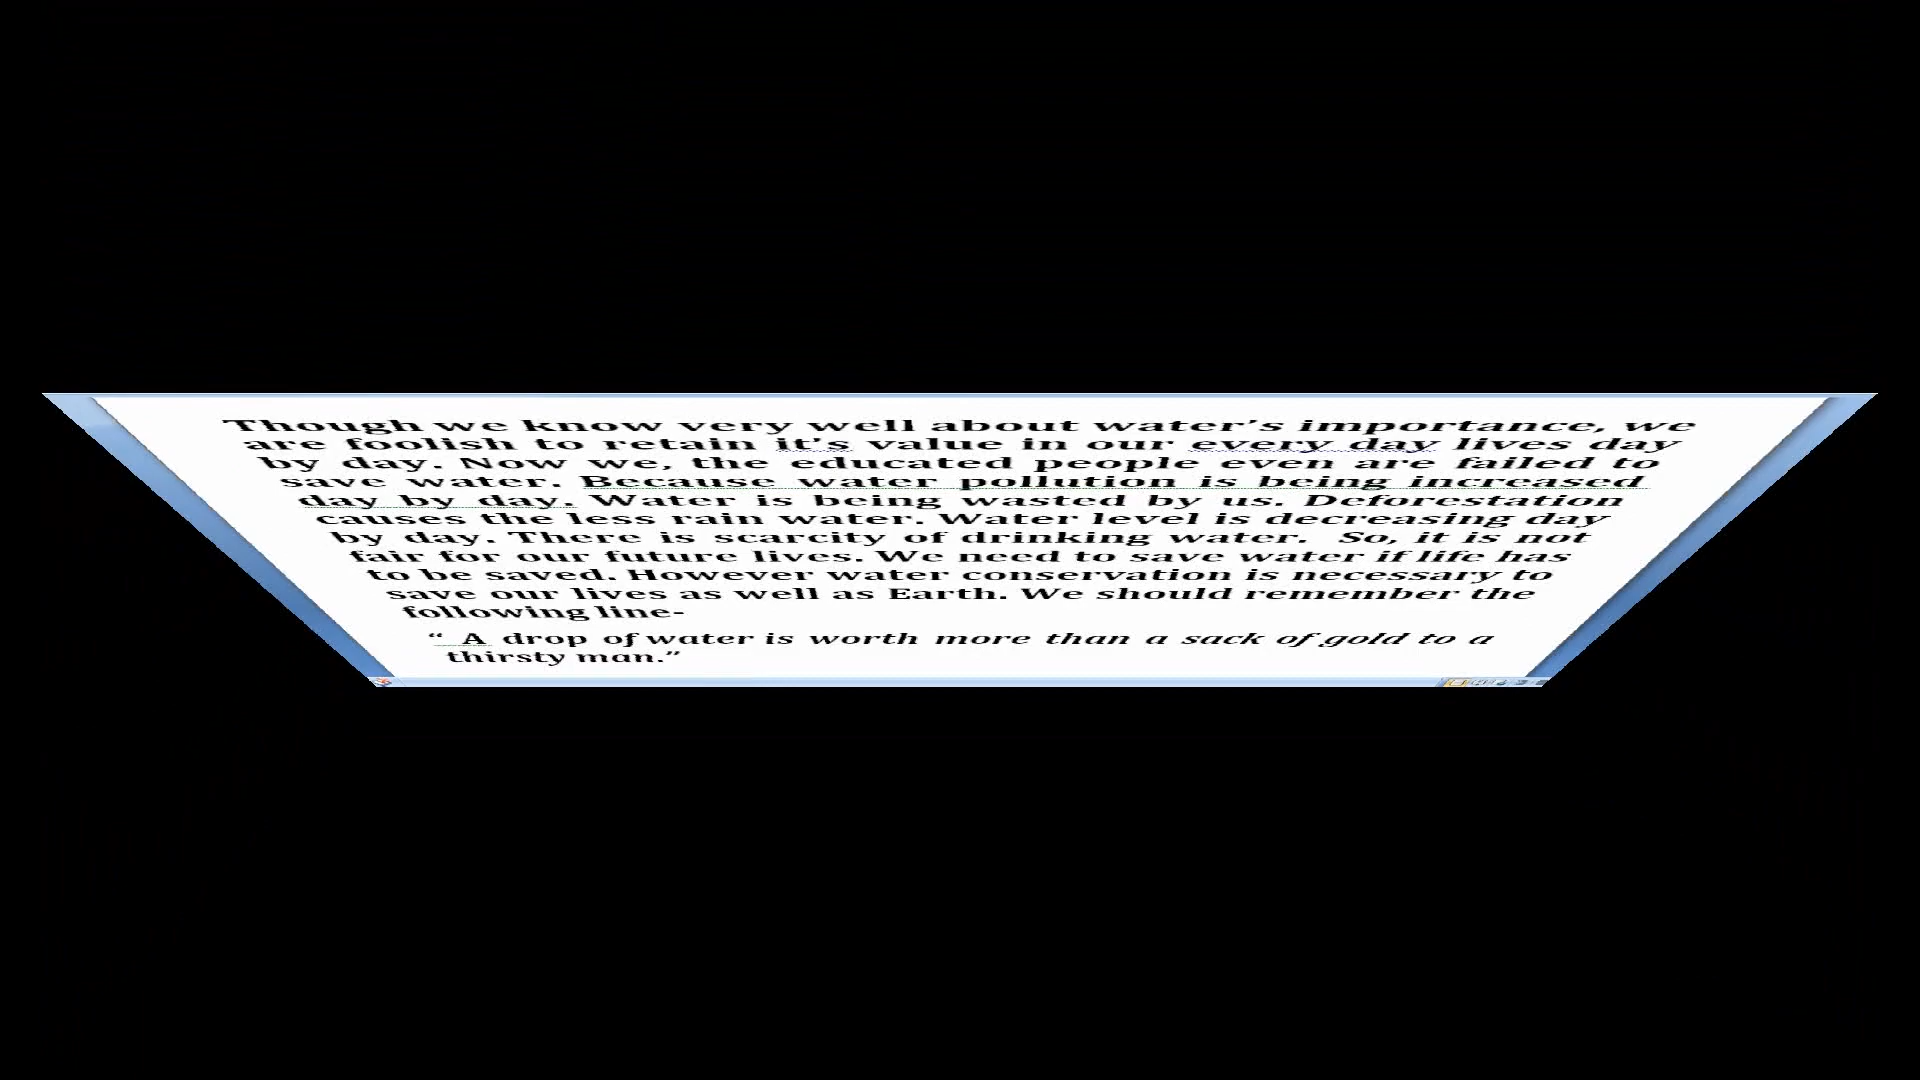 Though we know very well about water's importance, we
are foolish to retain it's value in our every day lives day
by day. Now we, the educated people even are failed to
save water. Because water pollution is being increased
day by day. Water is being wasted by us. Deforestation
causes the less rain water. Water level is decreasing day
by day. There is scarcity of drinking water. So, it is not
fair for our future lives. We need to save water if life has
to be saved. However water conservation is necessary to
save our lives as well as Earth. We should remember the
following line-
“ A drop of water is worth more than a sack of gold to a
thirsty man.”